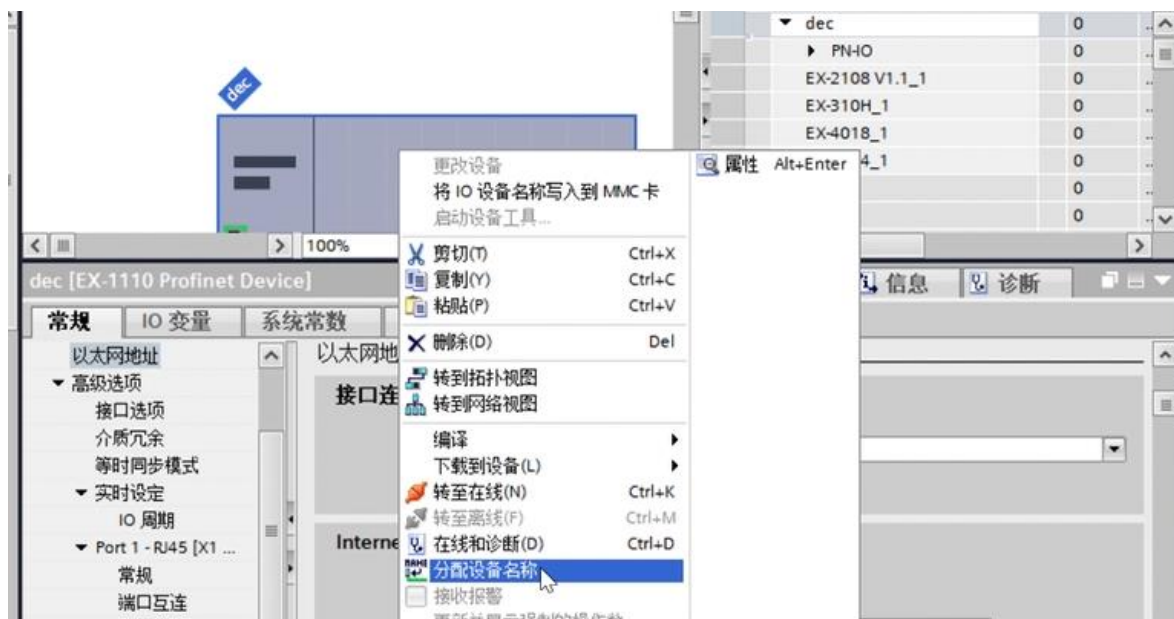 dec 0 ..
PN-IO 0 ..
EX-2108 V1.1_1 0 ..
EX-310H_1 0 ..
EX-4018_1 0 ..
4_1 0 ..
0 ..
0 ..
dec
更改设备
将 IO 设备名称写入到 MMC 卡
启动设备工具...
剪切(T) Ctrl+X
复制(Y) Ctrl+C
粘贴(P) Ctrl+V
删除(D) Del
转到拓扑视图
转到网络视图
编译
下载到设备(L)
转至在线(N) Ctrl+K
转至离线(F) Ctrl+M
在线和诊断(D) Ctrl+D
分配设备名称
接收报警
属性 Alt+Enter
100%
dec [EX-1110 Profinet Device]
信息
诊断
常规
IO 变量
系统常数
以太网地址
高级选项
接口选项
介质冗余
等时同步模式
实时设定
IO 周期
Port 1 - RJ45 [X1 ...
常规
端口互连
以太网地
接口连
Interne